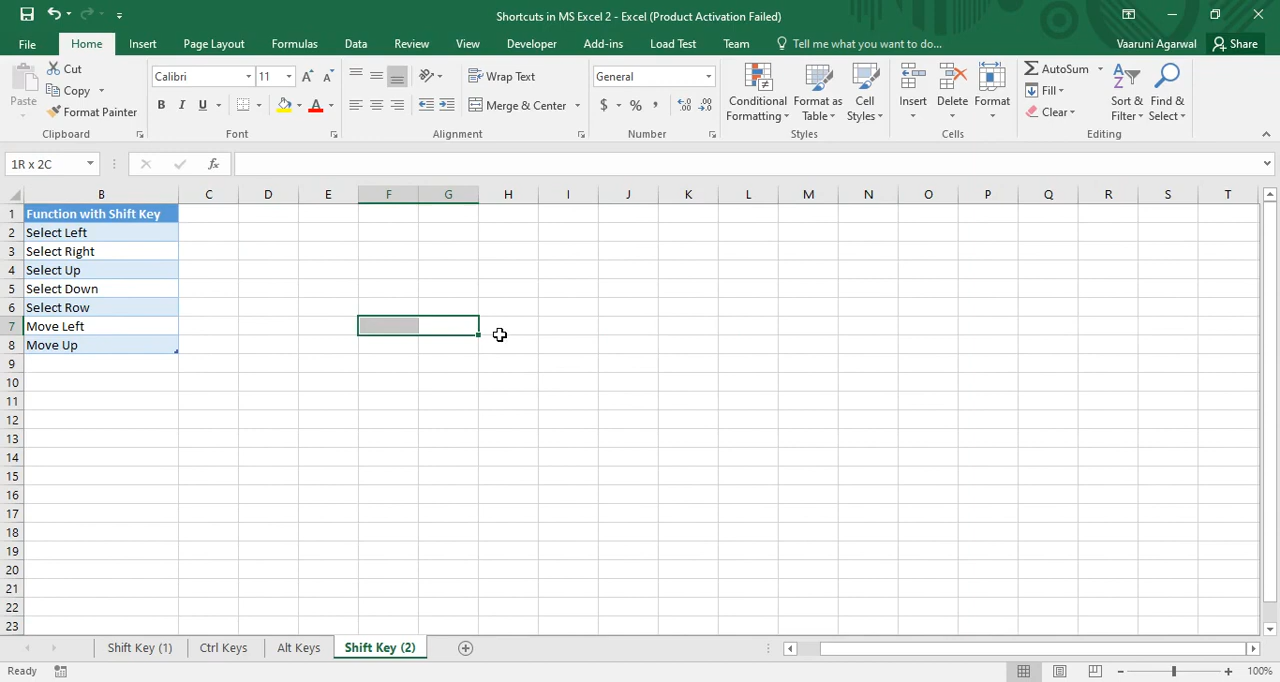 Shortcuts in MS Excel 2 - Excel (Product Activation Failed)
File Home Insert Page Layout Formulas Data Review View Developer Add-ins Load Test Team Tell me what you want to do... Vaaruni Agarwal Share
Paste
Cut
Copy
Format Painter
Calibri 11
B I U A
Wrap Text
Merge & Center
General
$ % ,
Conditional Formatting
Format as Table
Cell Styles
Insert
Delete
Format
AutoSum
Fill
Clear
Sort & Filter
Find & Select
Clipboard Font Alignment Number Styles Cells Editing
1R x 2C fx
B C D E F G H I J K L M N O P Q R S T
1 Function with Shift Key
2 Select Left
3 Select Right
4 Select Up
5 Select Down
6 Select Row
7 Move Left
8 Move Up
9
10
11
12
13
14
15
16
17
18
19
20
21
22
23
Shift Key (1) Ctrl Keys Alt Keys Shift Key (2)
Ready 100%